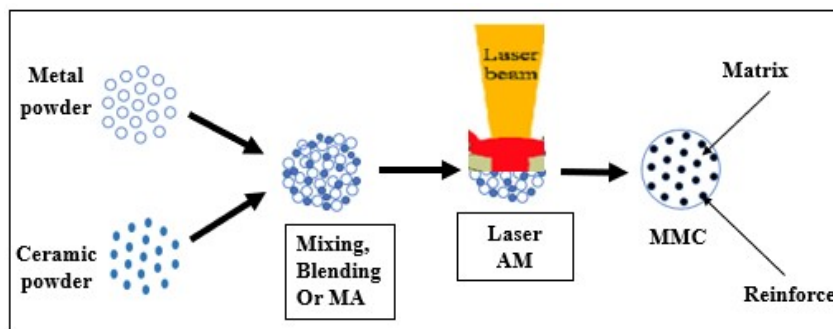 Metal
powder
Ceramic
powder
Mixing,
Blending
Or MA
Laser
beam
Laser
AM
Matrix
MMC
Reinforce